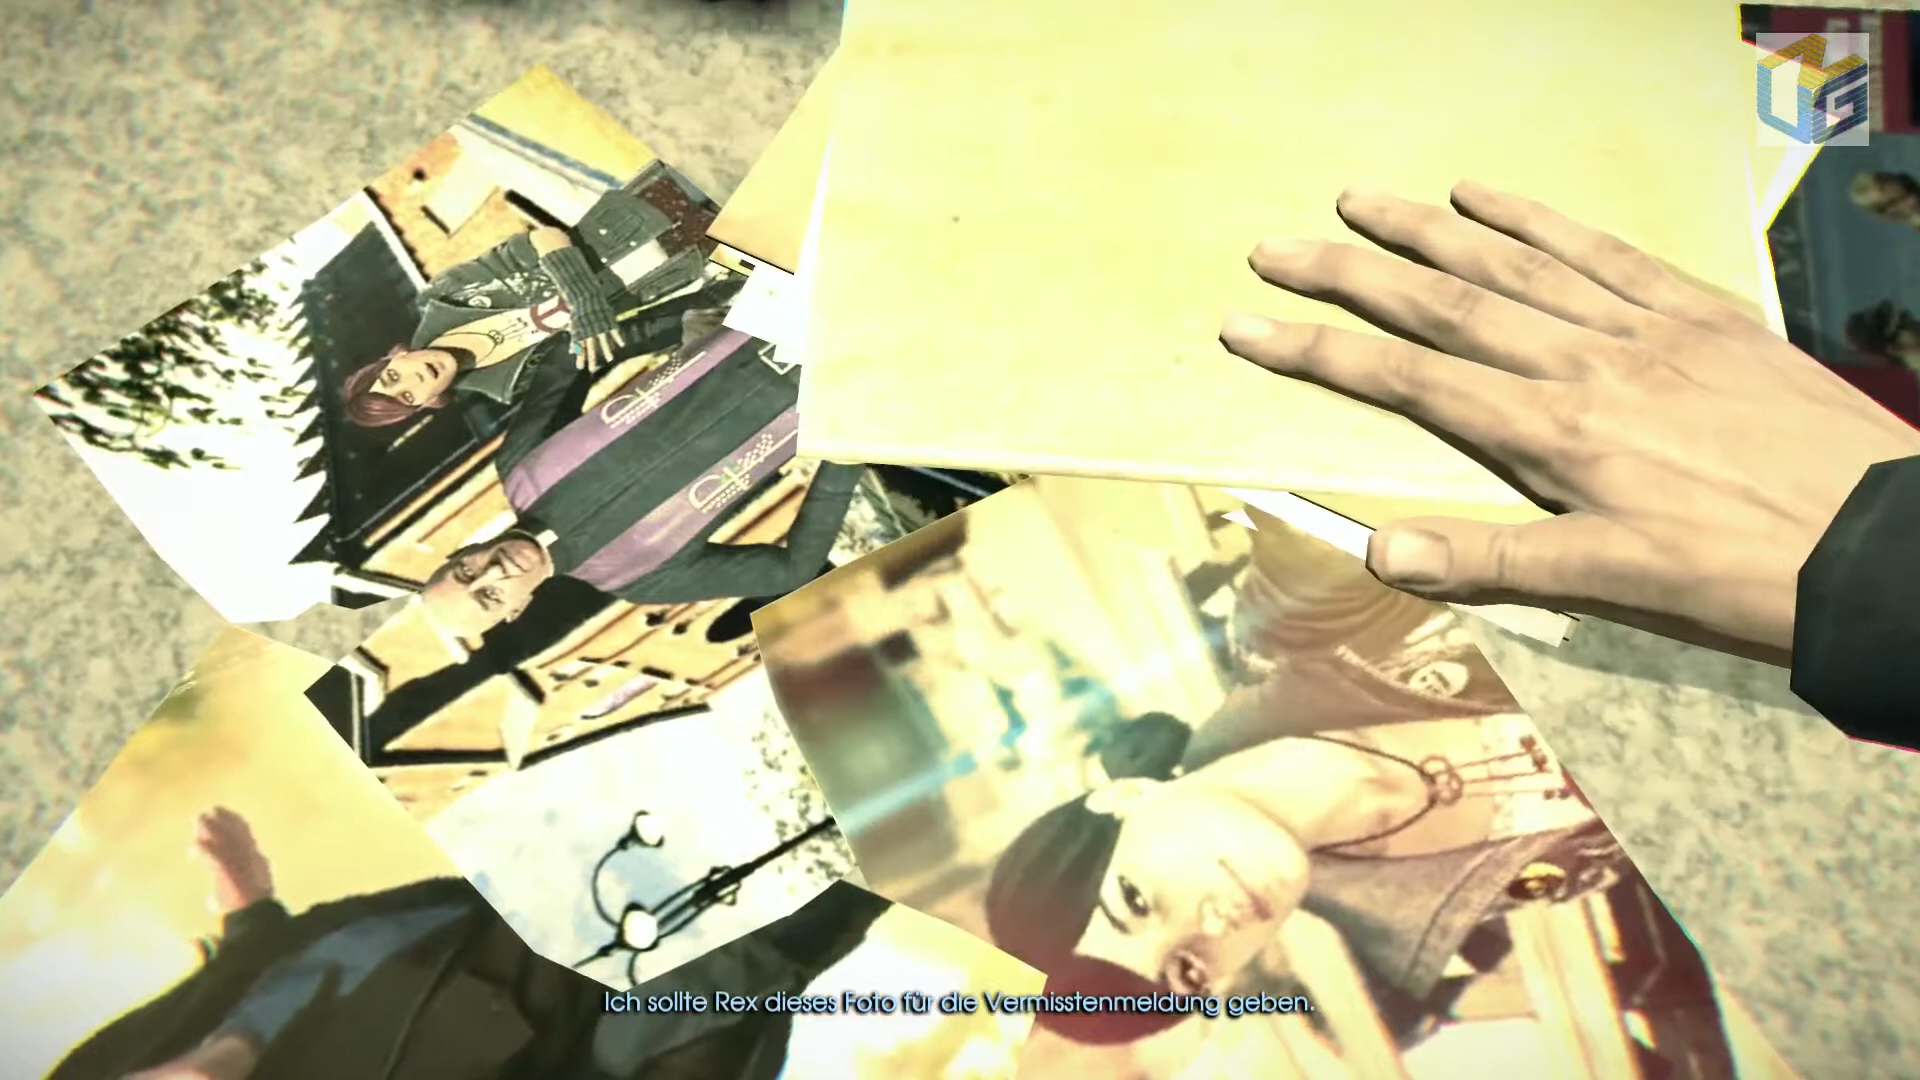 Ich sollte Rex dieses Foto für die Vermisstenmeldung geben.